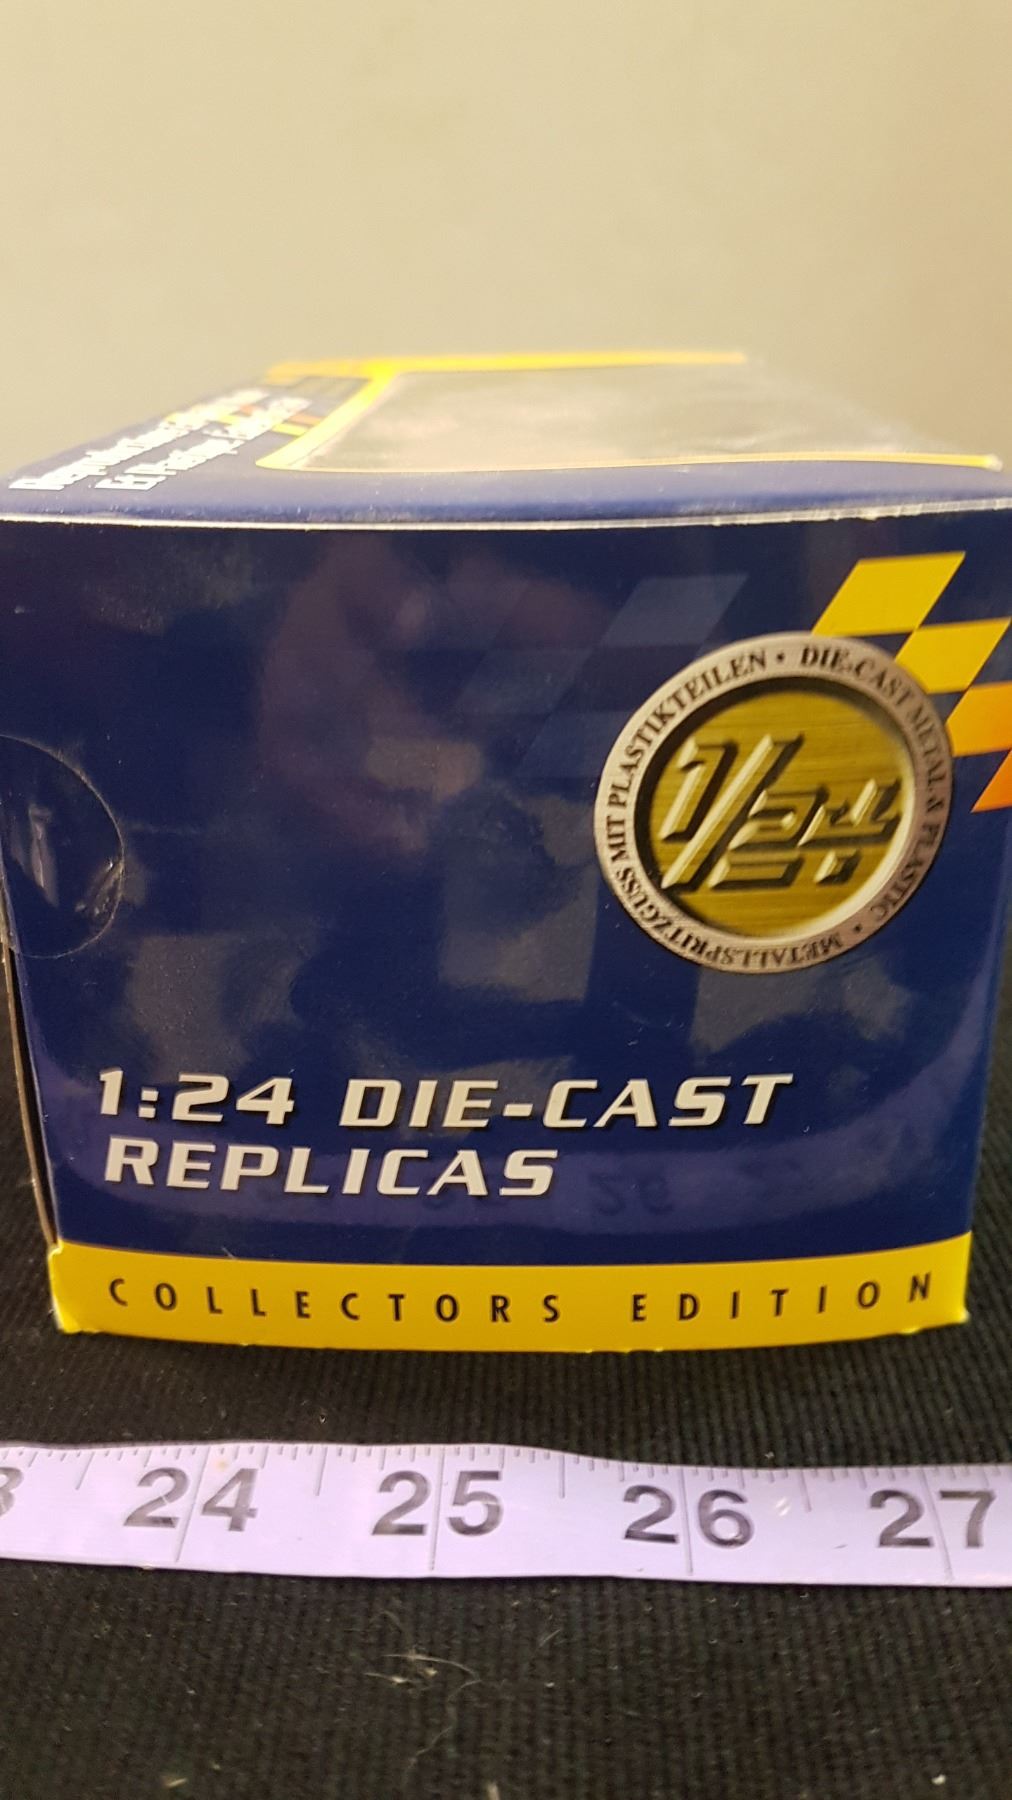 DIE-CAST METAL & PLASTIC • METALLSPRITZGUSS MIT PLASTIKTEILEN •
1/24
1:24 DIE-CAST
REPLICAS
COLLECTORS EDITION
24 25 26 27